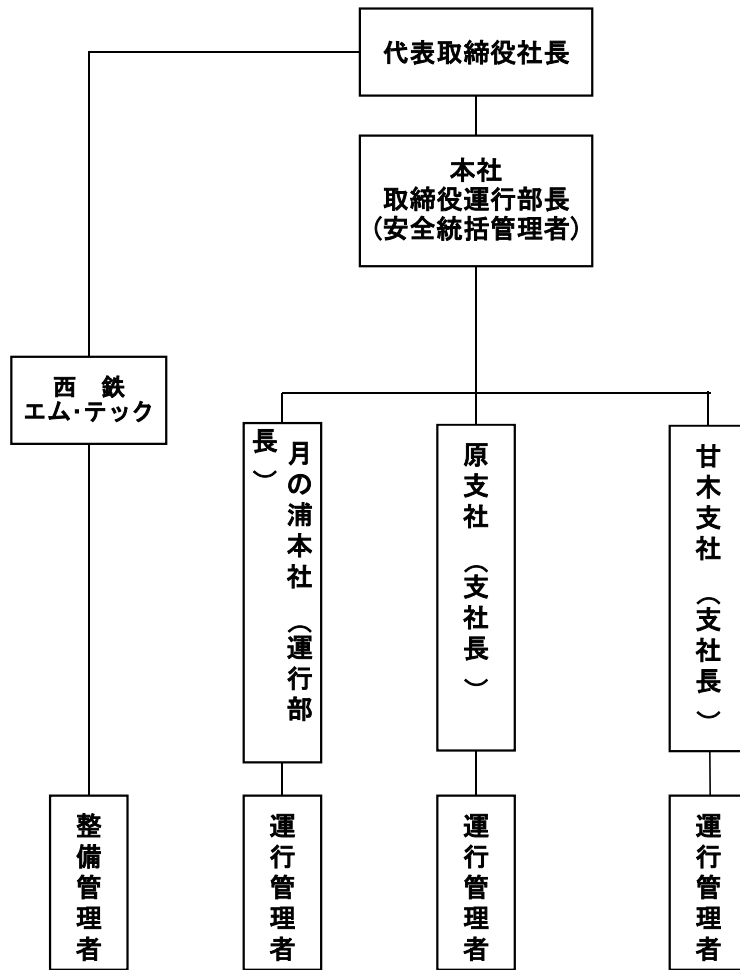 代表取締役社長
本社
取締役運行部長
（安全統括管理者）
西　鉄
エム・テック
月の浦本社　（運行部
長）
原支社　（支社長）
甘木支社　（支社長）
整備管理者
運行管理者
運行管理者
運行管理者